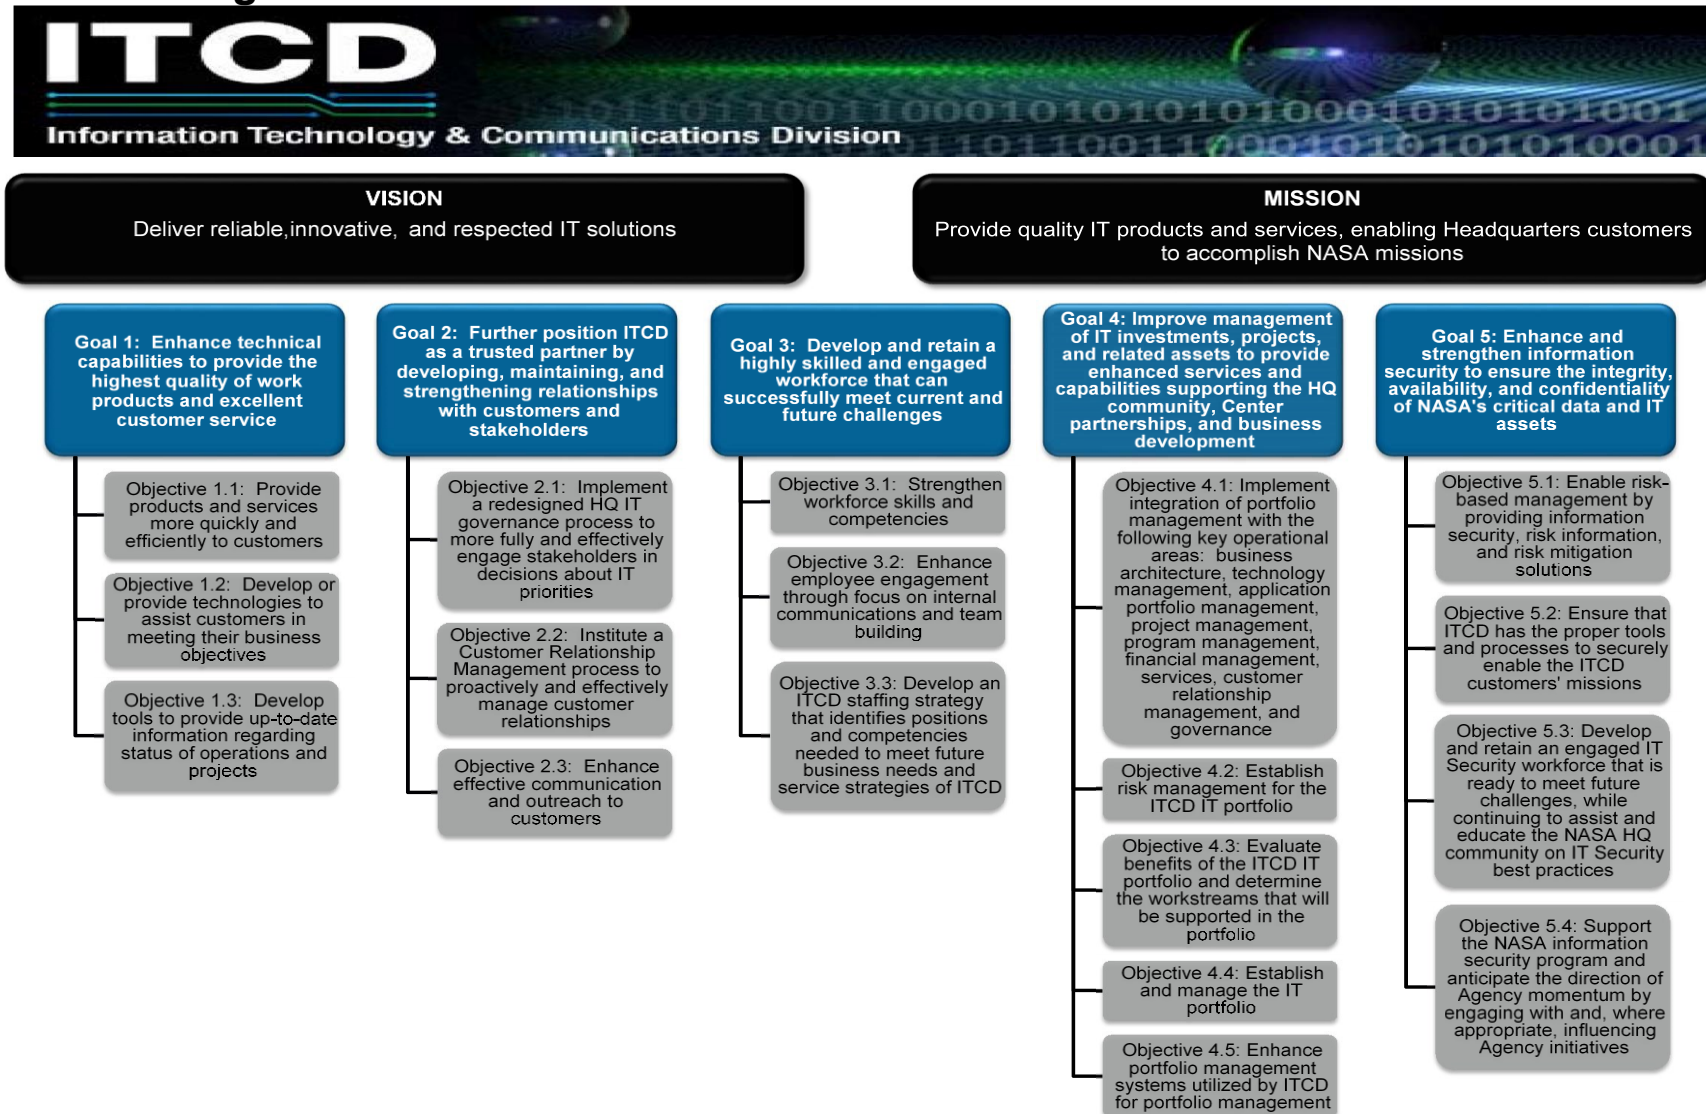 ITCD
Information Technology & Communications Division
VISION
Deliver reliable,innovative, and respected IT solutions
MISSION
Provide quality IT products and services, enabling Headquarters customers
to accomplish NASA missions
Goal 1: Enhance technical
capabilities to provide the
highest quality of work
products and excellent
customer service
Objective 1.1: Provide
products and services
more quickly and
efficiently to customers
Objective 1.2: Develop or
provide technologies to
assist customers in
meeting their business
objectives
Objective 1.3: Develop
tools to provide up-to-date
information regarding
status of operations and
projects
Goal 2: Further position ITCD
as a trusted partner by
developing, maintaining, and
strengthening relationships
with customers and
stakeholders
Objective 2.1: Implement
a redesigned HQ IT
governance process to
more fully and effectively
engage stakeholders in
decisions about IT
priorities
Objective 2.2: Institute a
Customer Relationship
Management process to
proactively and effectively
manage customer
relationships
Objective 2.3: Enhance
effective communication
and outreach to
customers
Goal 3: Develop and retain a
highly skilled and engaged
workforce that can
successfully meet current and
future challenges
Objective 3.1: Strengthen
workforce skills and
competencies
Objective 3.2: Enhance
employee engagement
through focus on internal
communications and team
building
Objective 3.3: Develop an
ITCD staffing strategy
that identifies positions
and competencies
needed to meet future
business needs and
service strategies of ITCD
Goal 4: Improve management
of IT investments, projects,
and related assets to provide
enhanced services and
capabilities supporting the HQ
community, Center
partnerships, and business
development
Objective 4.1: Implement
integration of portfolio
management with the
following key operational
areas: business
architecture, technology
management, application
portfolio management,
project management,
program management,
financial management,
services, customer
relationship
management, and
governance
Objective 4.2: Establish
risk management for the
ITCD IT portfolio
Objective 4.3: Evaluate
benefits of the ITCD IT
portfolio and determine
the workstreams that will
be supported in the
portfolio
Objective 4.4: Establish
and manage the IT
portfolio
Objective 4.5: Enhance
portfolio management
systems utilized by ITCD
for portfolio management
Goal 5: Enhance and
strengthen information
security to ensure the integrity,
availability, and confidentiality
of NASA's critical data and IT
assets
Objective 5.1: Enable risk-
based management by
providing information
security, risk information,
and risk mitigation
solutions
Objective 5.2: Ensure that
ITCD has the proper tools
and processes to securely
enable the ITCD
customers' missions
Objective 5.3: Develop
and retain an engaged IT
Security workforce that is
ready to meet future
challenges, while
continuing to assist and
educate the NASA HQ
community on IT Security
best practices
Objective 5.4: Support
the NASA information
security program and
anticipate the direction of
Agency momentum by
engaging with and, where
appropriate, influencing
Agency initiatives